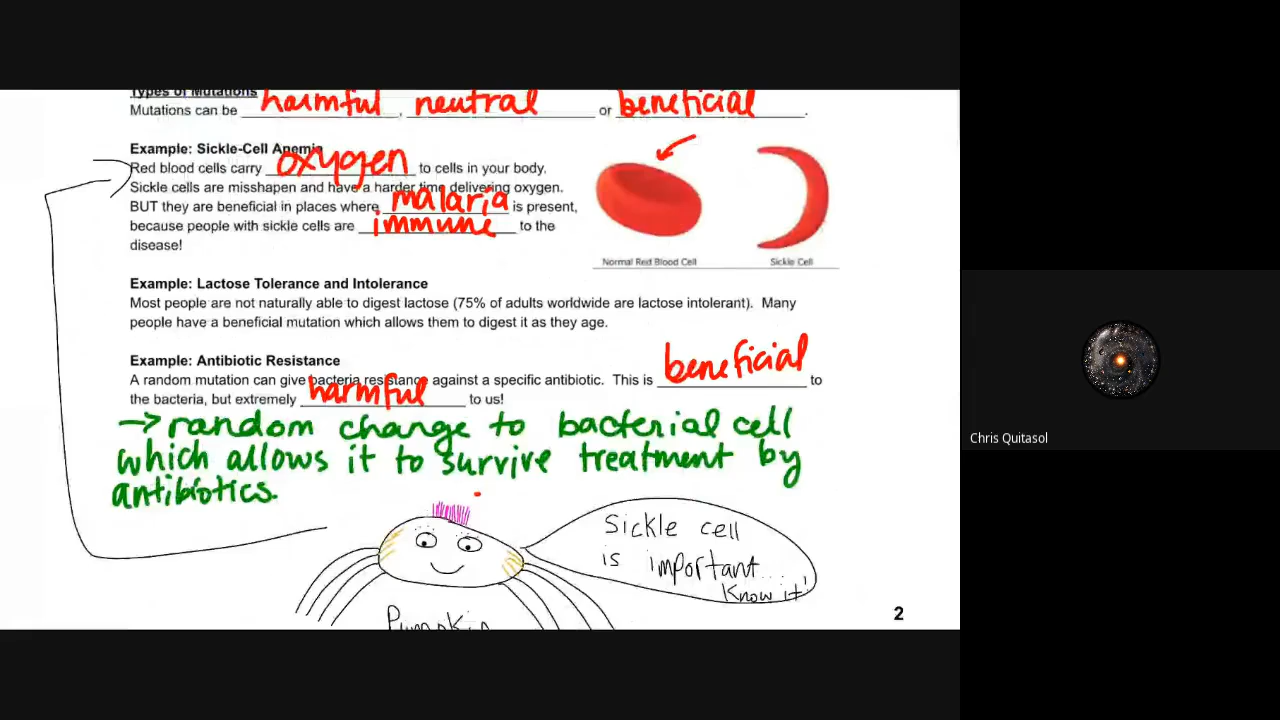 Types of Mutations
Mutations can be harmful, neutral or beneficial.
Example: Sickle-Cell Anemia
Red blood cells carry oxygen to cells in your body.
Sickle cells are misshapen and have a harder time delivering oxygen.
BUT they are beneficial in places where malaria is present,
because people with sickle cells are immune to the
disease!
Normal Red Blood Cell
Sickle Cell
Example: Lactose Tolerance and Intolerance
Most people are not naturally able to digest lactose (75% of adults worldwide are lactose intolerant). Many
people have a beneficial mutation which allows them to digest it as they age.
Example: Antibiotic Resistance
A random mutation can give bacteria resistance against a specific antibiotic. This is beneficial to
the bacteria, but extremely harmful to us!
→ random change to bacterial cell
which allows it to survive treatment by
antibiotics.
Sickle cell
is important...
Know it!
Pumpkin
2
Chris Quitasol